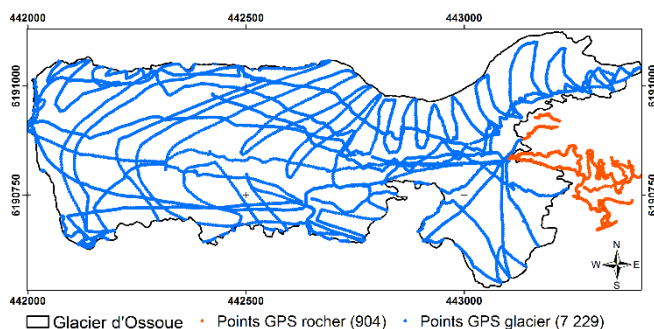 442000 442500 443000
6191000 6191000
6190750 6190750
N
W E
S
442000 442500 443000
Glacier d'Ossoue Points GPS rocher (904) Points GPS glacier (7 229)